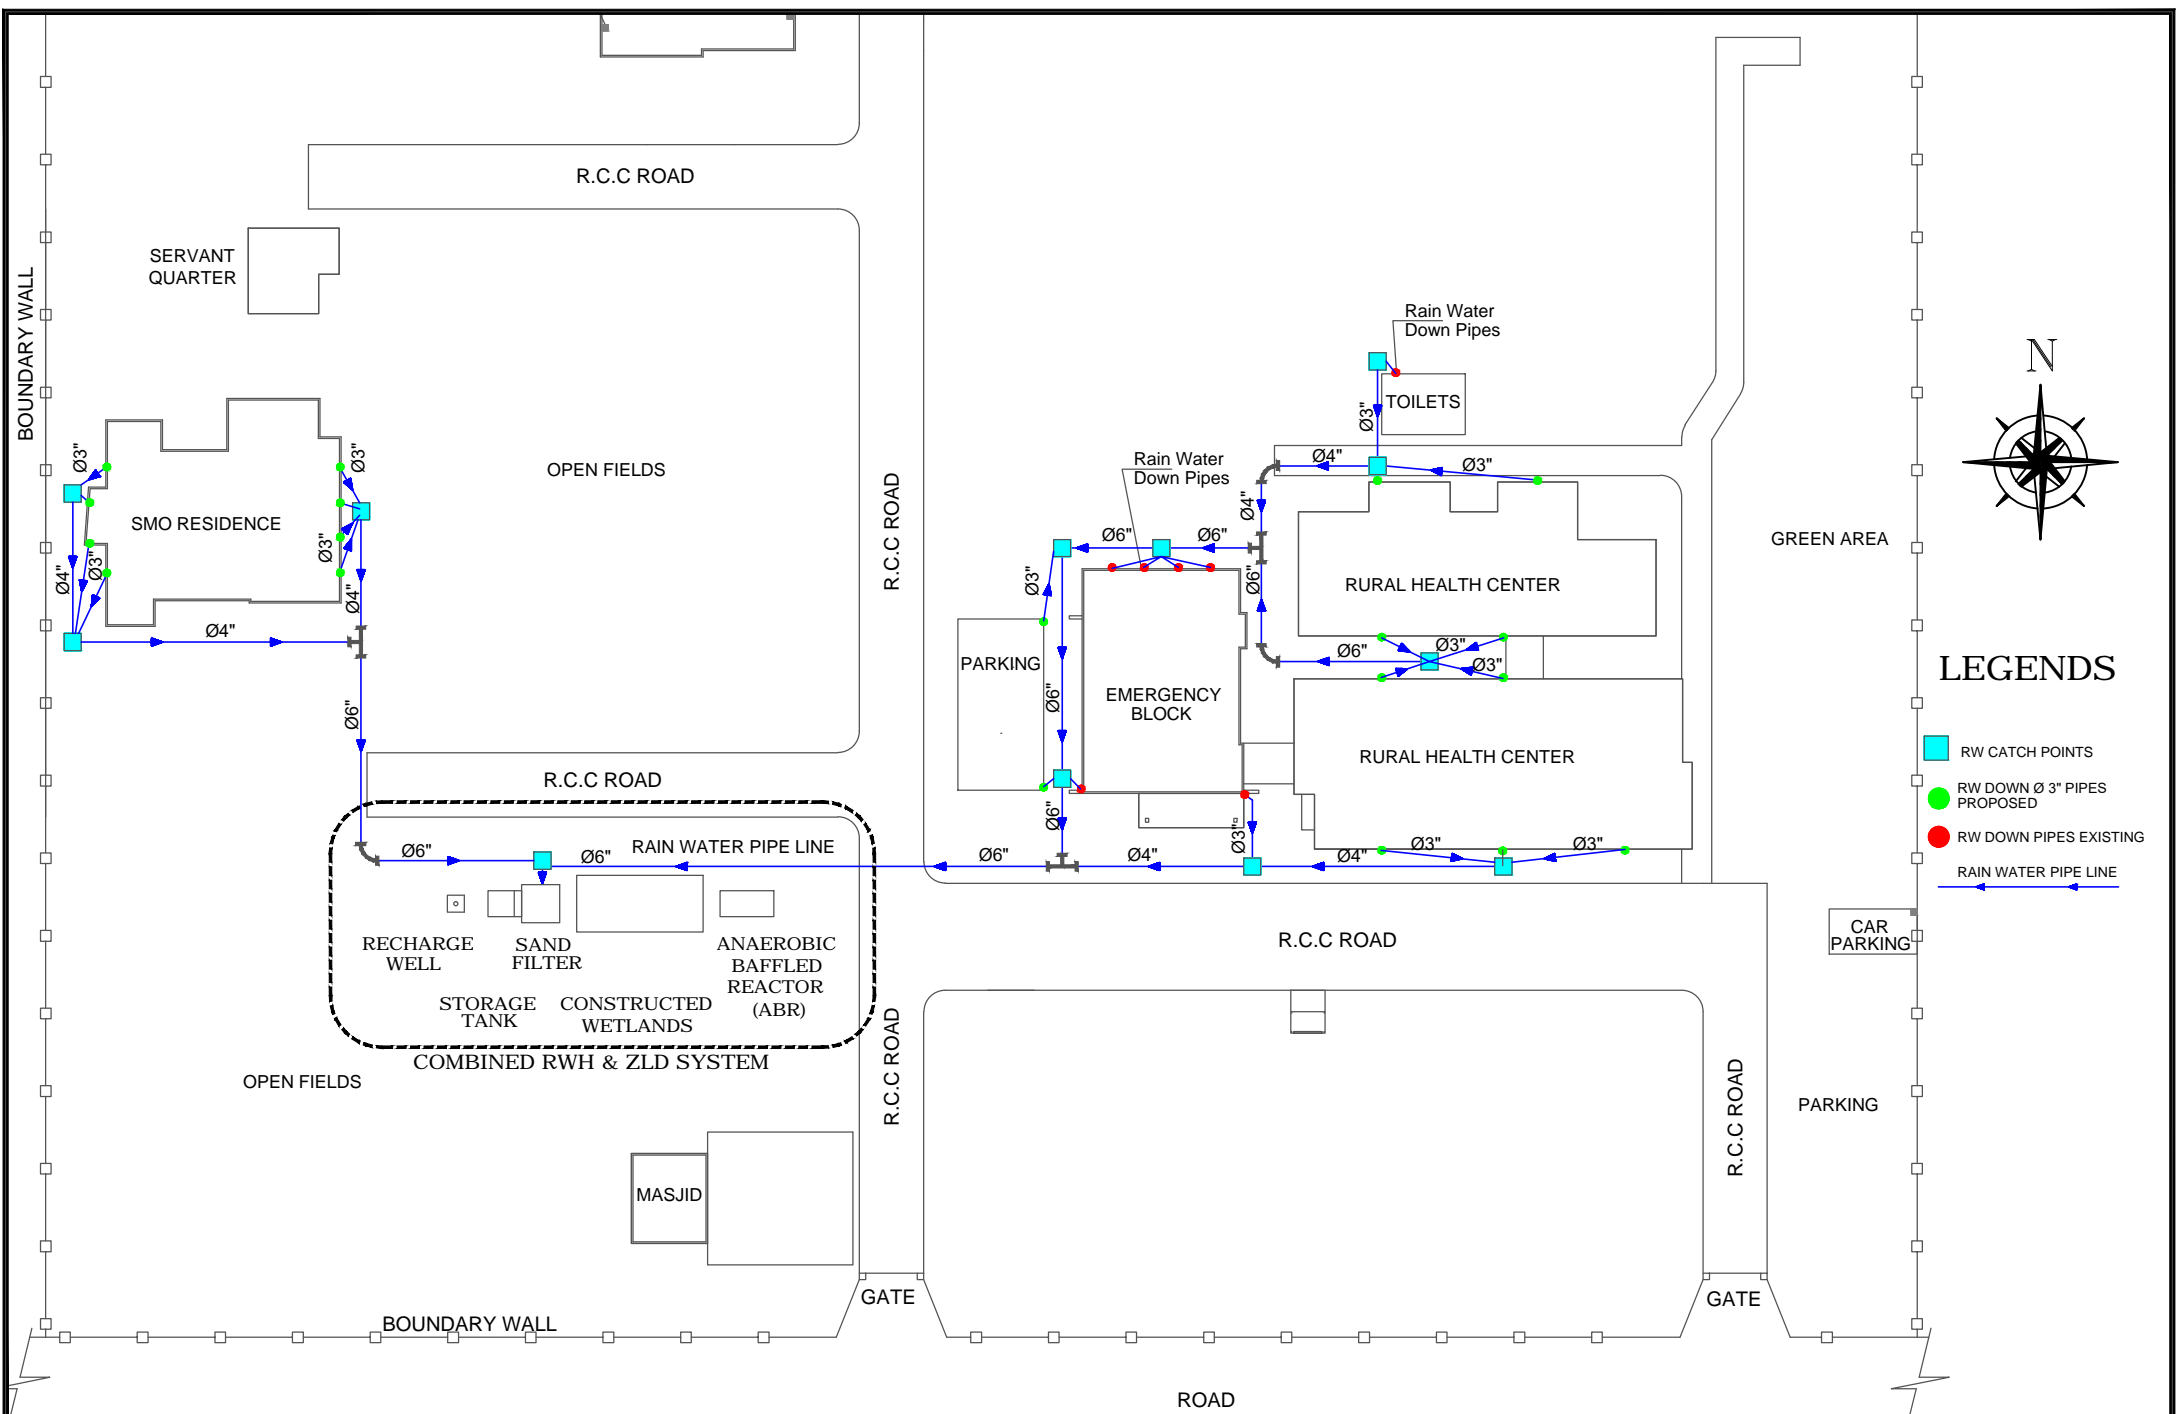 R.C.C ROAD
SERVANT
QUARTER
BOUNDARY WALL
OPEN FIELDS
R.C.C ROAD
Ø3"
Ø3"
SMO RESIDENCE
Ø3"
Ø3"
Ø4"
Ø4"
Ø4"
Ø6"
R.C.C ROAD
Rain Water
Down Pipes
TOILETS
Ø3"
Rain Water
Down Pipes
Ø4"
Ø3"
Ø4"
Ø6"
Ø6"
Ø3"
Ø6"
RURAL HEALTH CENTER
PARKING
Ø6"
Ø3"
Ø3"
EMERGENCY
BLOCK
Ø6"
RURAL HEALTH CENTER
Ø6"
Ø3"
Ø3"
Ø3"
Ø6"
Ø6"
RAIN WATER PIPE LINE
Ø6"
Ø4"
Ø4"
RECHARGE
WELL
SAND
FILTER
ANAEROBIC
BAFFLED
REACTOR
(ABR)
STORAGE
TANK
CONSTRUCTED
WETLANDS
COMBINED RWH & ZLD SYSTEM
R.C.C ROAD
OPEN FIELDS
R.C.C ROAD
R.C.C ROAD
MASJID
GATE
GATE
BOUNDARY WALL
ROAD
GREEN AREA
CAR
PARKING
PARKING
N
LEGENDS
RW CATCH POINTS
RW DOWN Ø 3" PIPES
PROPOSED
RW DOWN PIPES EXISTING
RAIN WATER PIPE LINE